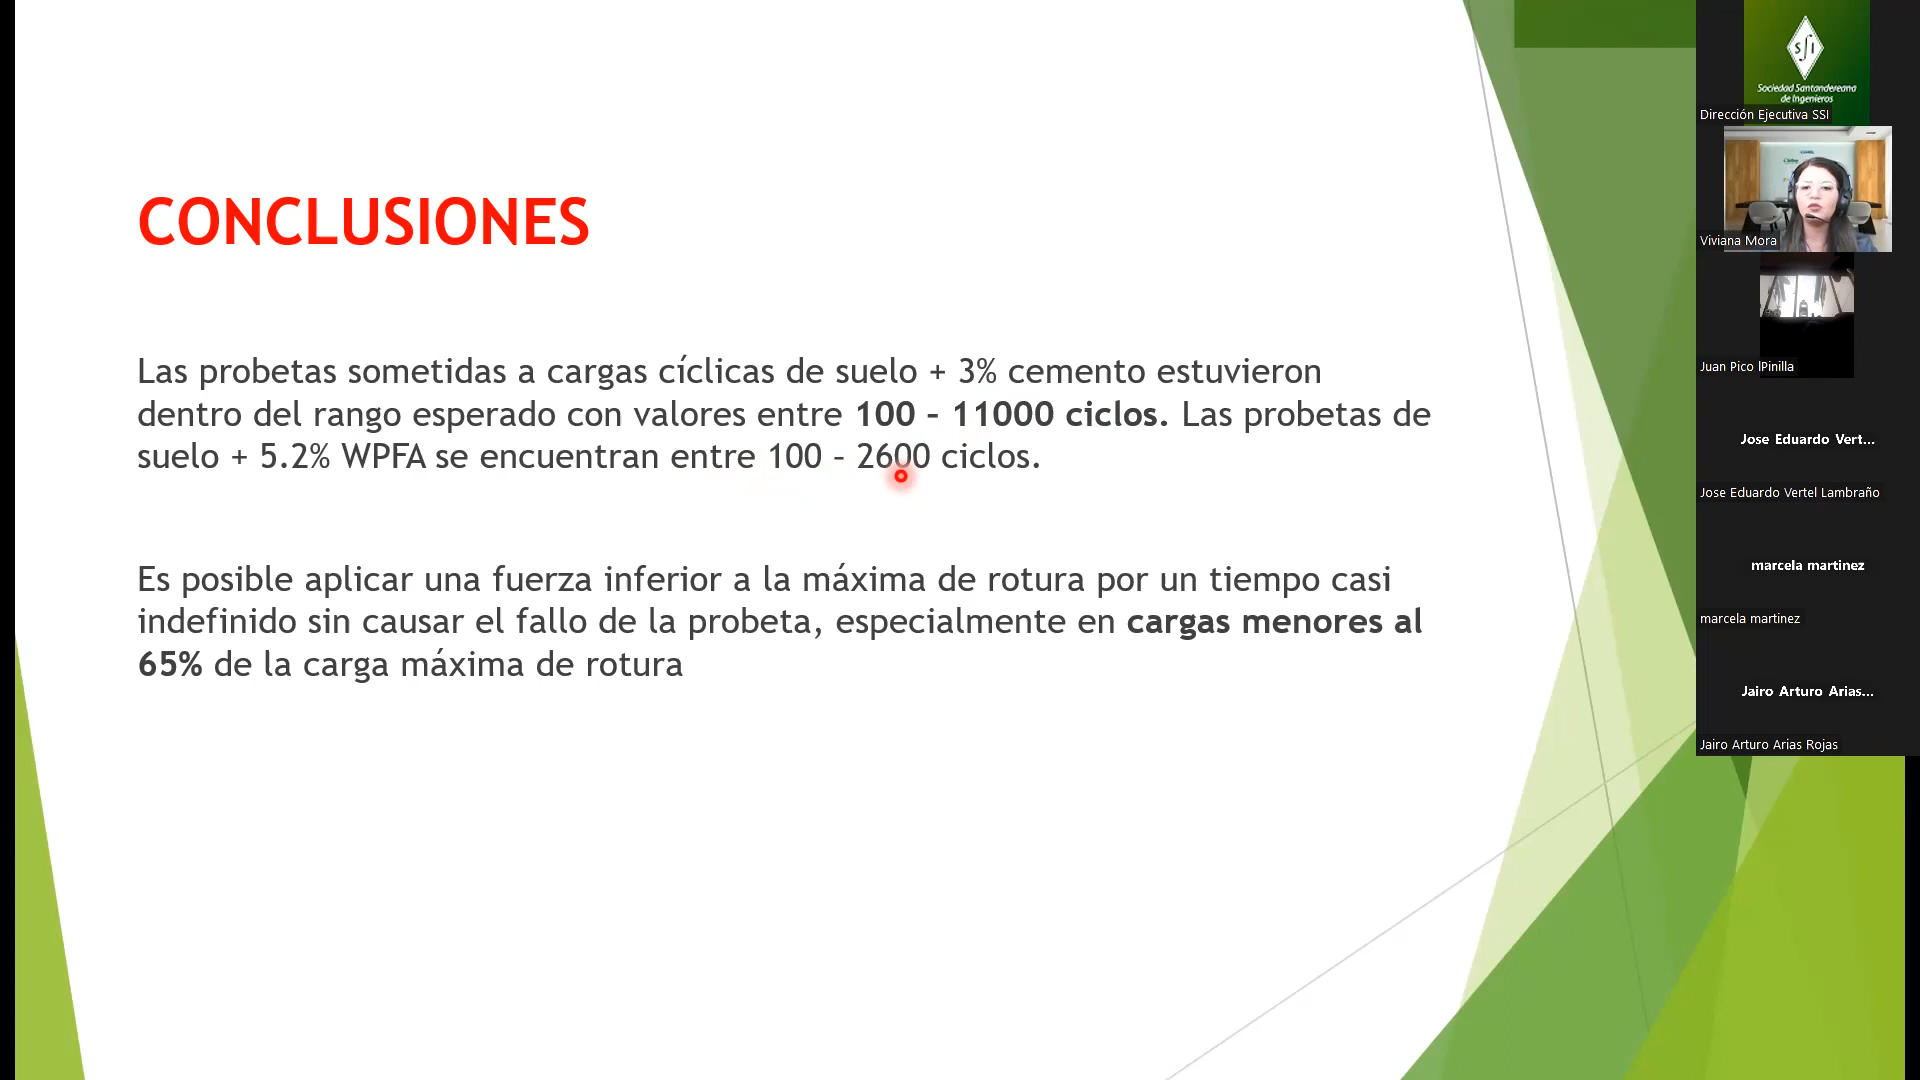 CONCLUSIONES
Las probetas sometidas a cargas cíclicas de suelo + 3% cemento estuvieron
dentro del rango esperado con valores entre 100 – 11000 ciclos. Las probetas de
suelo + 5.2% WPFA se encuentran entre 100 – 2600 ciclos.
Es posible aplicar una fuerza inferior a la máxima de rotura por un tiempo casi
indefinido sin causar el fallo de la probeta, especialmente en cargas menores al
65% de la carga máxima de rotura
SSI
Sociedad Santandereana
de Ingenieros
Dirección Ejecutiva SSI
Viviana Mora
Juan Pico lPinilla
Jose Eduardo Vert...
Jose Eduardo Vertel Lambraño
marcela martinez
marcela martinez
Jairo Arturo Arias...
Jairo Arturo Arias Rojas